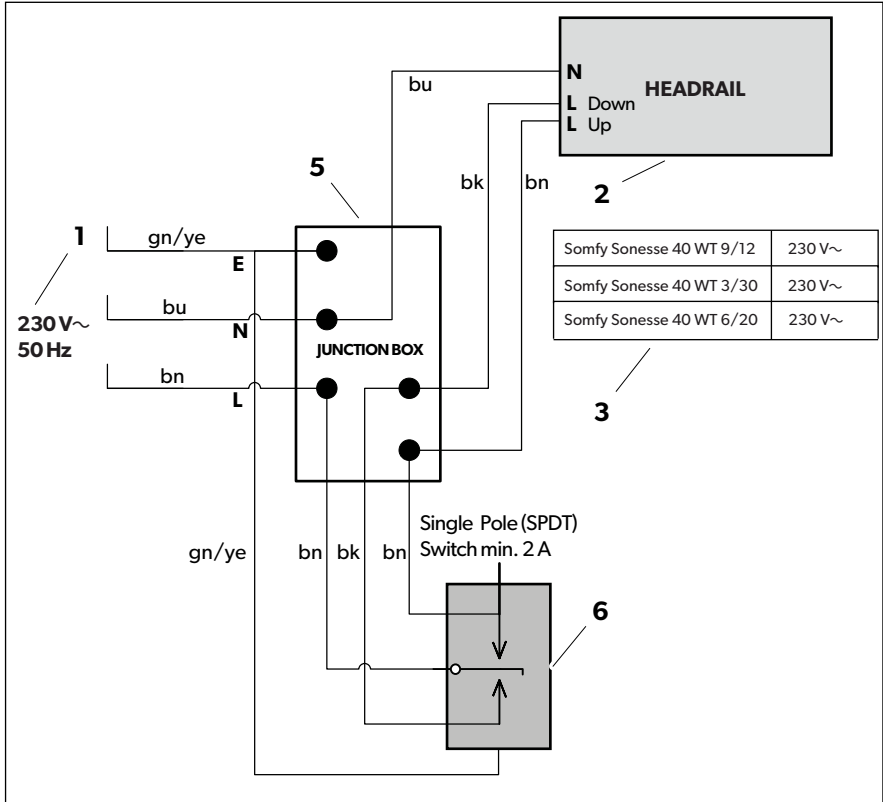 N
HEADRAIL
bu
L Down
L Up
5
bk
bn
2
1
gn/ye
E
Somfy Sonesse 40 WT 9/12 230 V~
bu
Somfy Sonesse 40 WT 3/30 230 V~
230 V~
N
Somfy Sonesse 40 WT 6/20 230 V~
50 Hz
JUNCTION BOX
bn
L
3
Single Pole (SPDT)
Switch min. 2 A
gn/ye
bn
bk
bn
6